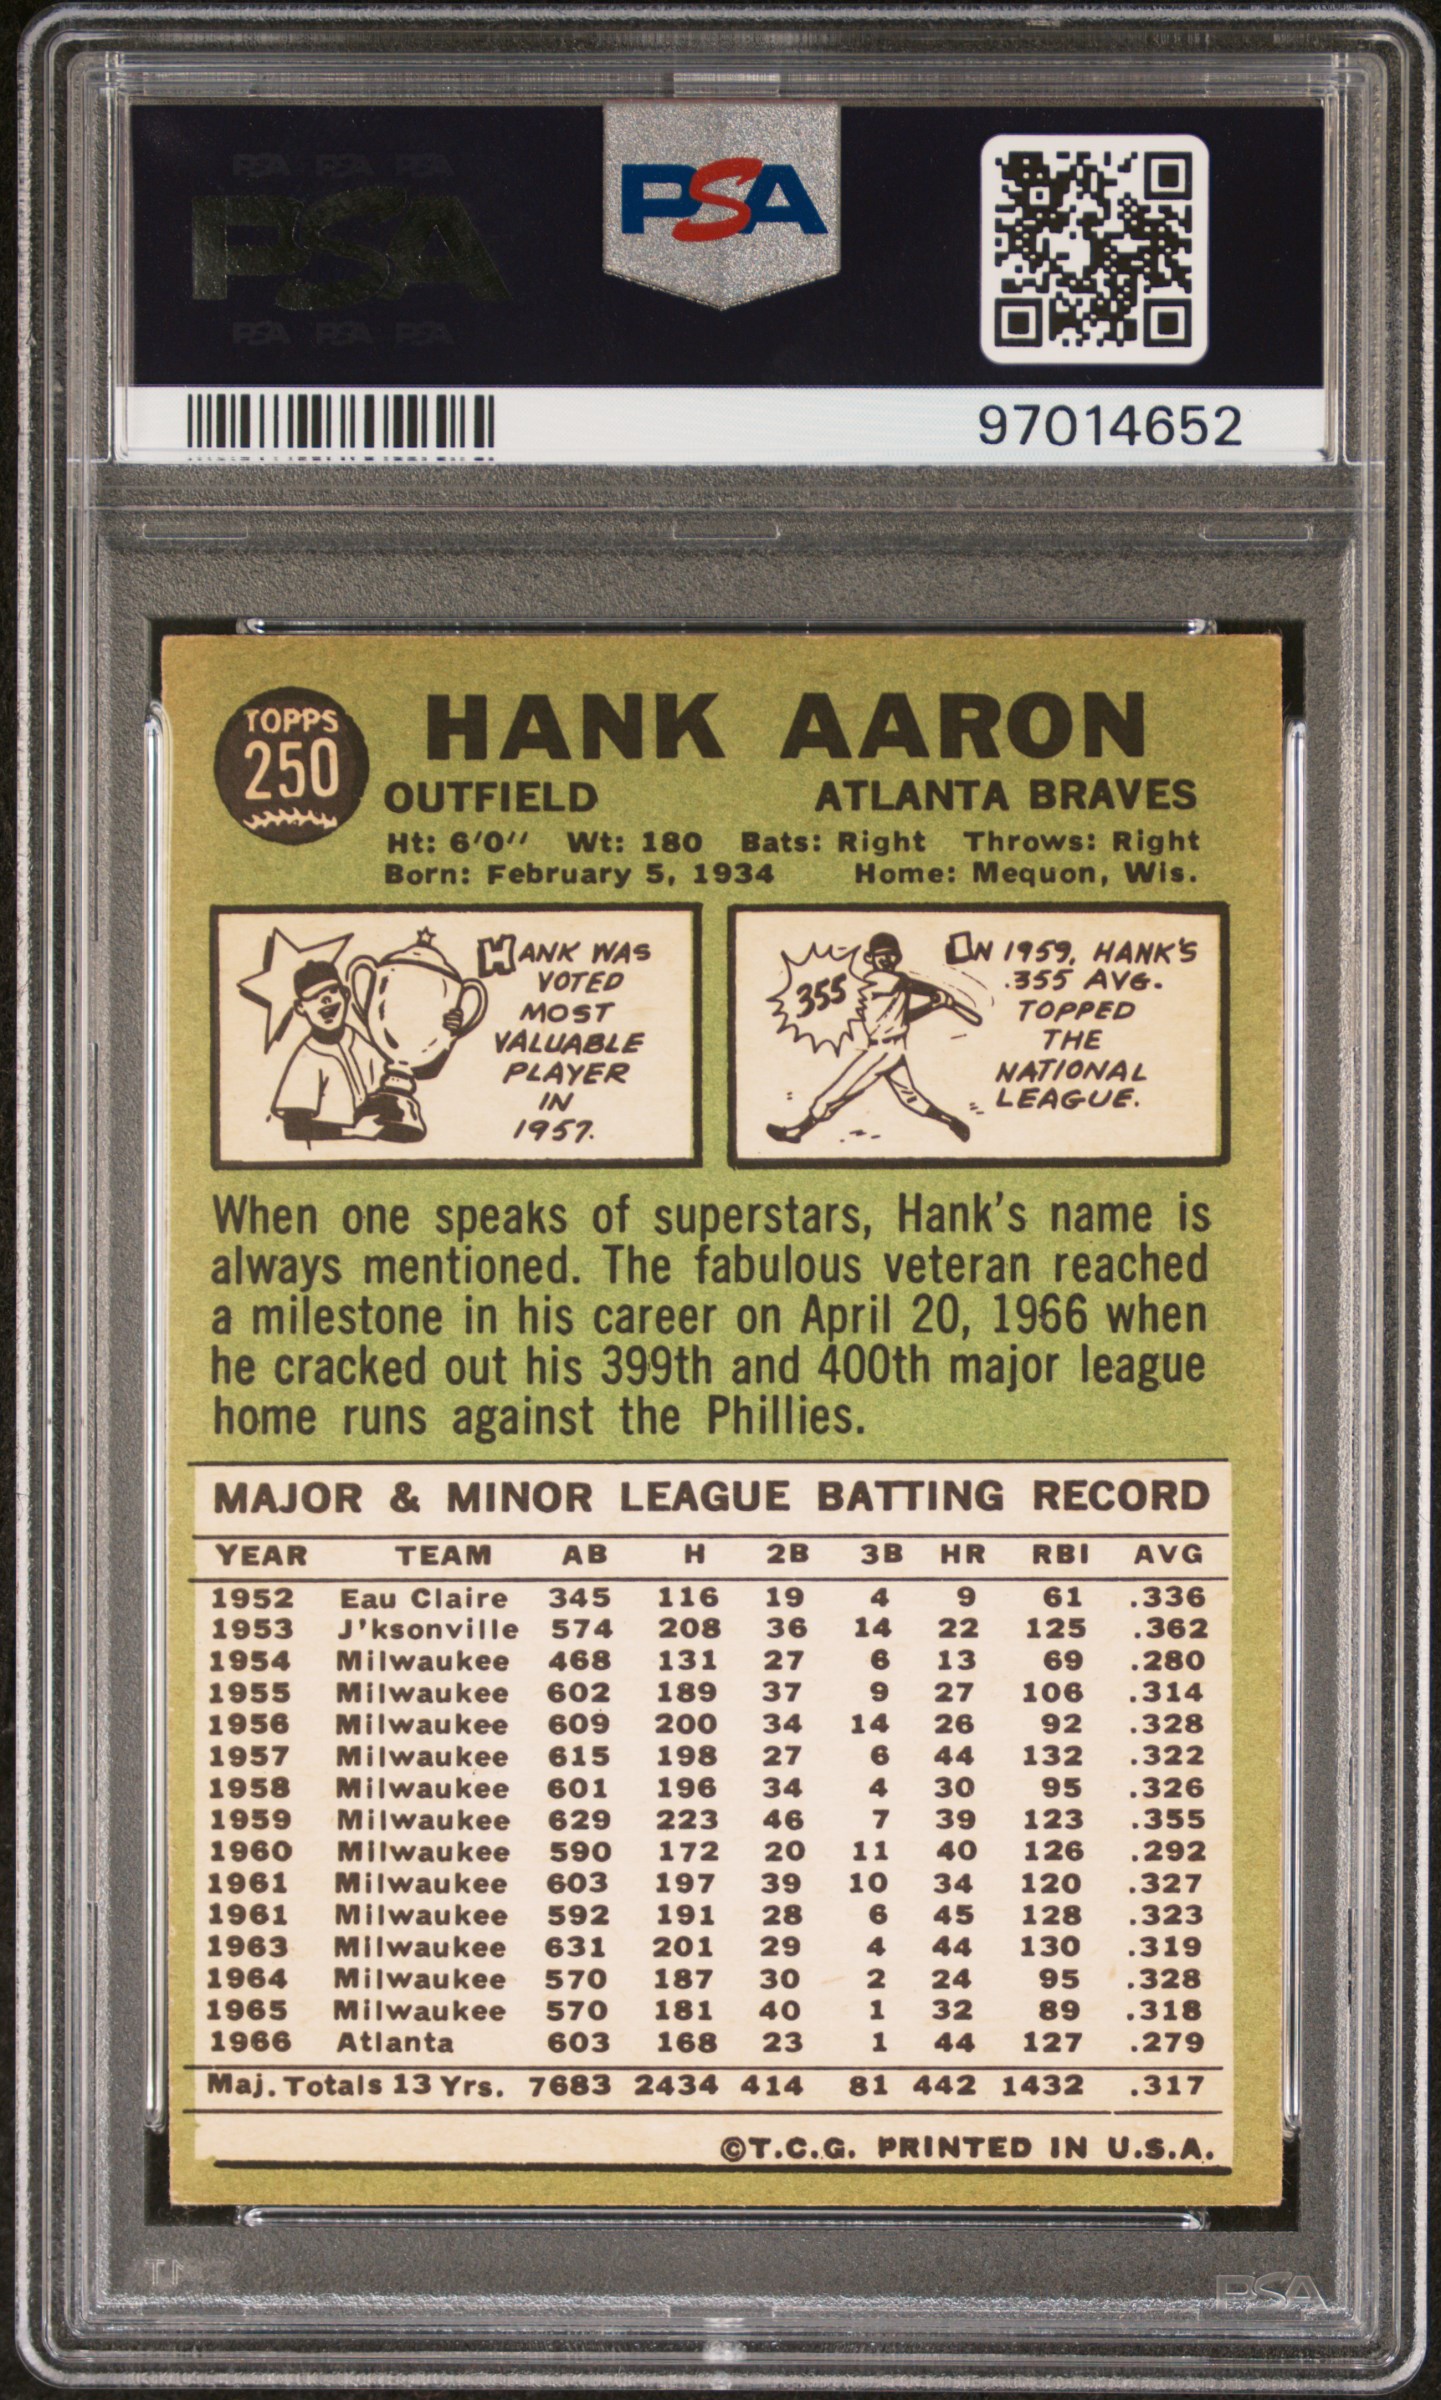 PSA PSA PSA
PSA
PSA PSA PSA
PSA
97014652
TOPPS
250
HANK AARON
OUTFIELD ATLANTA BRAVES
Ht: 6'0" Wt: 180 Bats: Right Throws: Right
Born: February 5, 1934 Home: Mequon, Wis.
HANK WAS
VOTED
MOST
VALUABLE
PLAYER
IN
1957.
355
IN 1959, HANK'S
.355 AVG.
TOPPED
THE
NATIONAL
LEAGUE.
When one speaks of superstars, Hank's name is
always mentioned. The fabulous veteran reached
a milestone in his career on April 20, 1966 when
he cracked out his 399th and 400th major league
home runs against the Phillies.
MAJOR & MINOR LEAGUE BATTING RECORD
YEAR TEAM AB H 2B 3B HR RBI AVG
1952 Eau Claire 345 116 19 4 9 61 .336
1953 J'ksonville 574 208 36 14 22 125 .362
1954 Milwaukee 468 131 27 6 13 69 .280
1955 Milwaukee 602 189 37 9 27 106 .314
1956 Milwaukee 609 200 34 14 26 92 .328
1957 Milwaukee 615 198 27 6 44 132 .322
1958 Milwaukee 601 196 34 4 30 95 .326
1959 Milwaukee 629 223 46 7 39 123 .355
1960 Milwaukee 590 172 20 11 40 126 .292
1961 Milwaukee 603 197 39 10 34 120 .327
1961 Milwaukee 592 191 28 6 45 128 .323
1963 Milwaukee 631 201 29 4 44 130 .319
1964 Milwaukee 570 187 30 2 24 95 .328
1965 Milwaukee 570 181 40 1 32 89 .318
1966 Atlanta 603 168 23 1 44 127 .279
Maj. Totals 13 Yrs. 7683 2434 414 81 442 1432 .317
©T.C.G. PRINTED IN U.S.A.
PSA